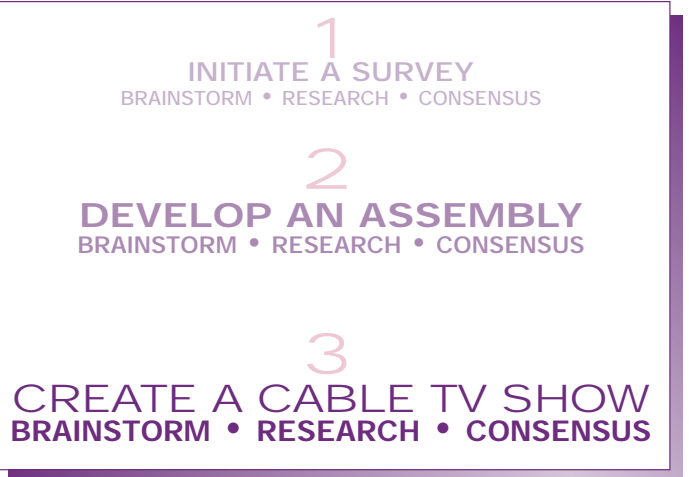 1
INITIATE A SURVEY
BRAINSTORM • RESEARCH • CONSENSUS
2
DEVELOP AN ASSEMBLY
BRAINSTORM • RESEARCH • CONSENSUS
3
CREATE A CABLE TV SHOW
BRAINSTORM • RESEARCH • CONSENSUS